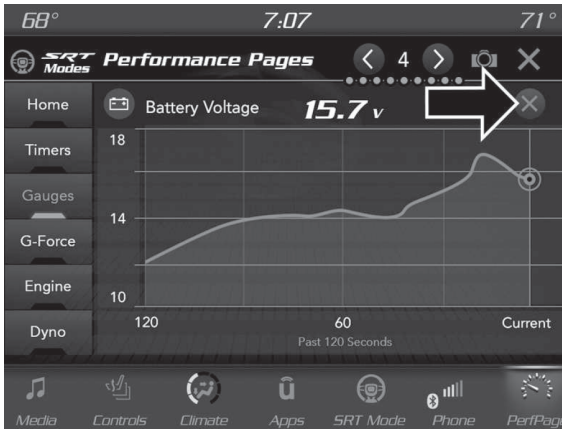 68° 7:07 71°
SRT Modes Performance Pages 4
Home
Battery Voltage 15.7 v
Timers
Gauges
G-Force
Engine
Dyno
18
14
10
120 60 Current
Past 120 Seconds
Media Controls Climate Apps SRT Mode Phone PerfPag